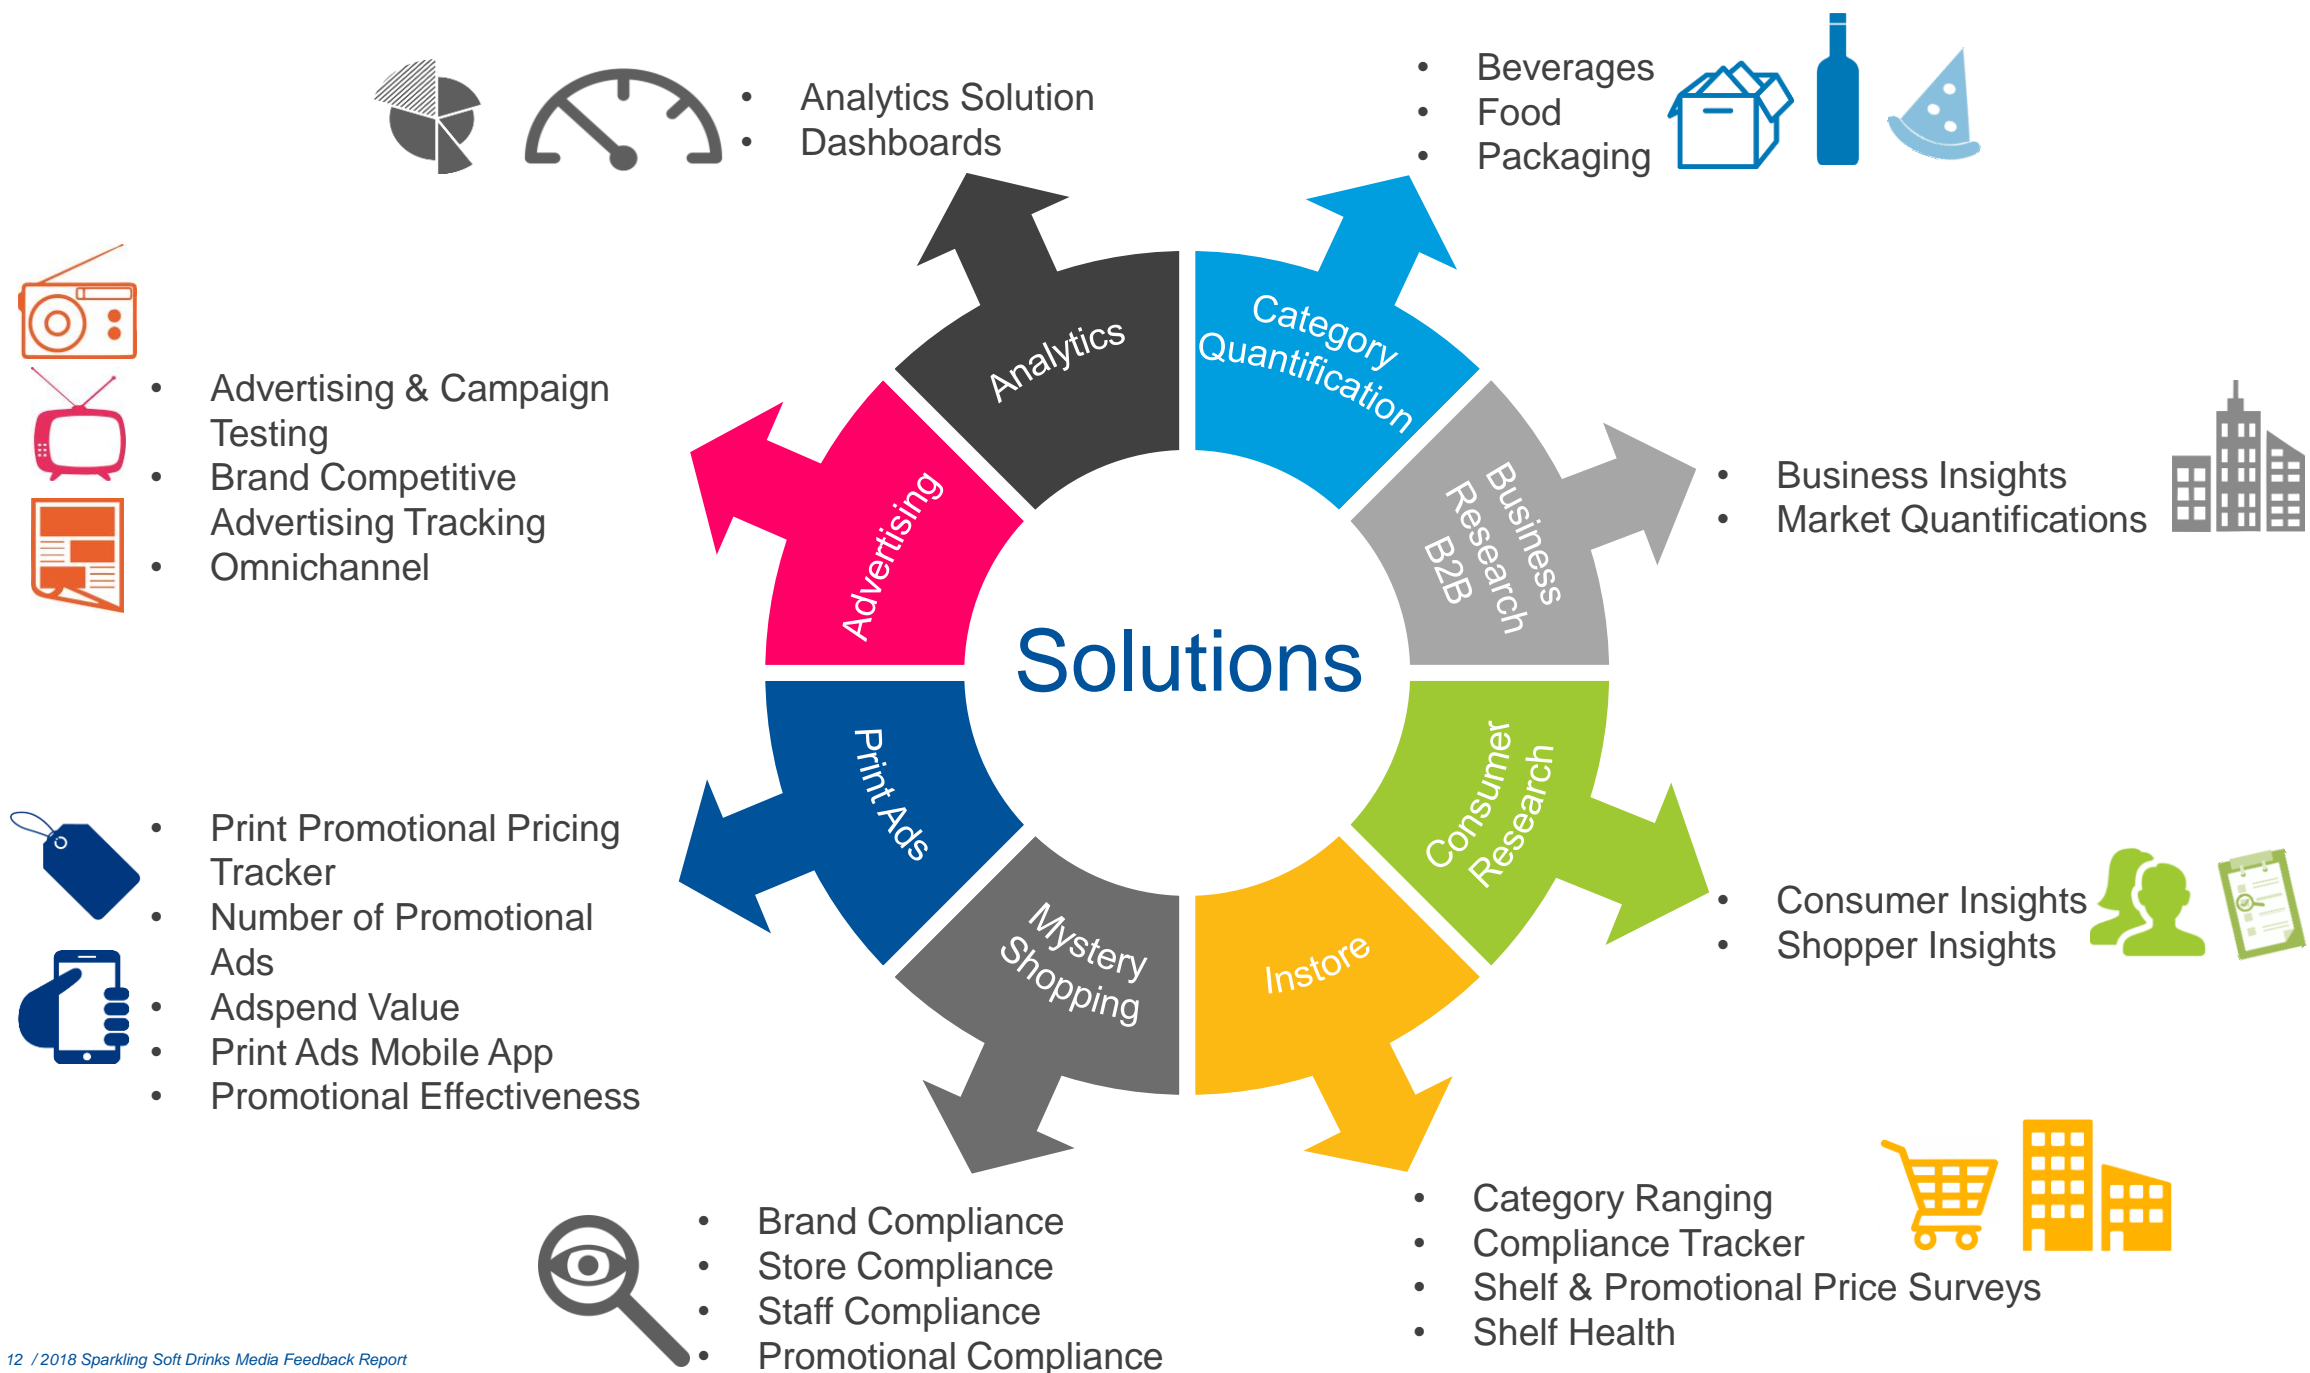 • Analytics Solution
• Dashboards
• Beverages
• Food
• Packaging
• Advertising & Campaign
Testing
• Brand Competitive
Advertising Tracking
• Omnichannel
• Business Insights
• Market Quantifications
Analytics
Category
Quantification
Business
Research
B2B
Advertising
Solutions
Print Ads
Consumer
Research
Mystery
Shopping
Instore
• Print Promotional Pricing
Tracker
• Number of Promotional
Ads
• Adspend Value
• Print Ads Mobile App
• Promotional Effectiveness
• Consumer Insights
• Shopper Insights
• Brand Compliance
• Store Compliance
• Staff Compliance
• Promotional Compliance
• Category Ranging
• Compliance Tracker
• Shelf & Promotional Price Surveys
• Shelf Health
12 / 2018 Sparkling Soft Drinks Media Feedback Report